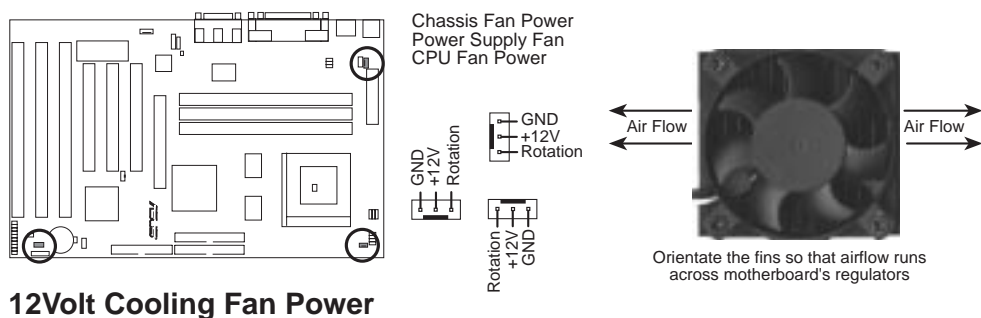 Chassis Fan Power
Power Supply Fan
CPU Fan Power
GND
+12V
Rotation
GND
+12V
Rotation
Rotation
+12V
GND
Air Flow
Air Flow
Orientate the fins so that airflow runs
across motherboard's regulators
ASUS
12Volt Cooling Fan Power